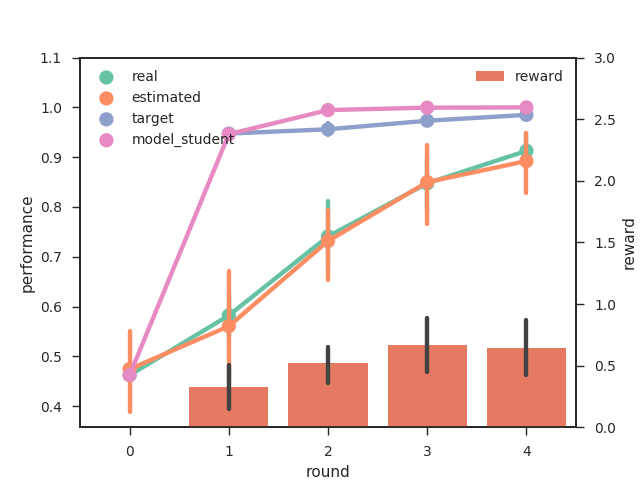 real
estimated
target
model_student
reward
performance
1.1
1.0
0.9
0.8
0.7
0.6
0.5
0.4
3.0
2.5
2.0
1.5
1.0
0.5
0.0
reward
0 1 2 3 4
round